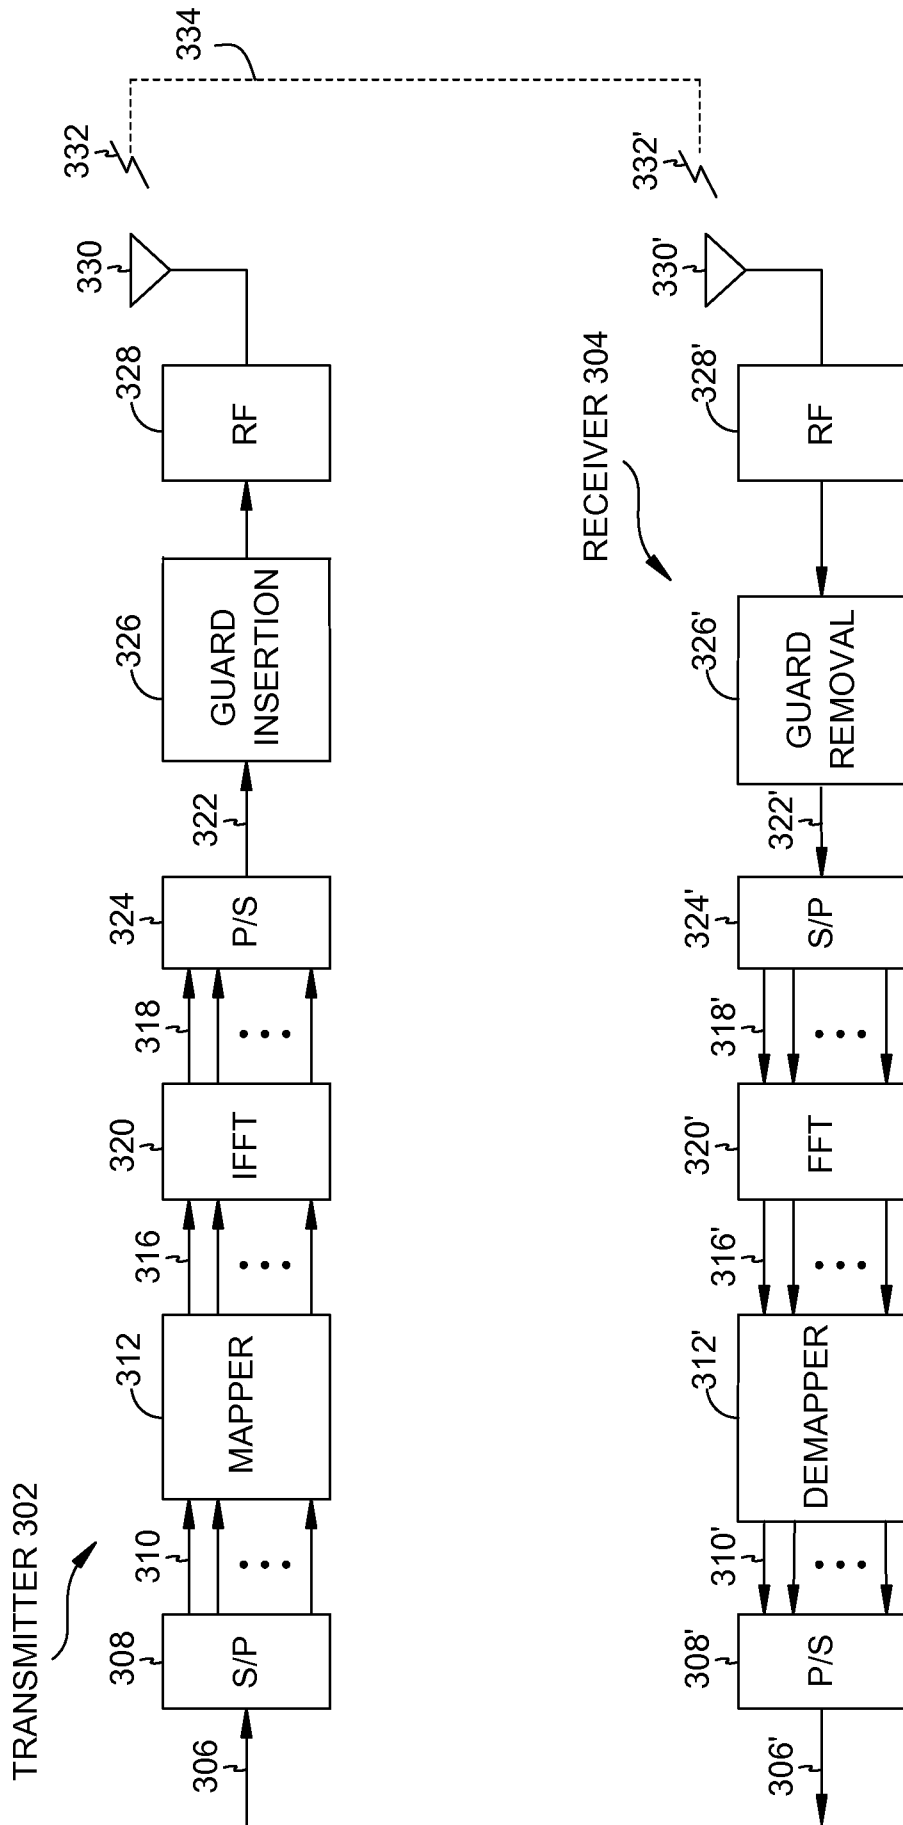 TRANSMITTER 302
306
308
S/P
310
312
MAPPER
316
320
IFFT
318
324
P/S
322
326
GUARD
INSERTION
328
RF
330
332
334
RECEIVER 304
306'
308'
P/S
310'
312'
DEMAPPER
316'
320'
FFT
318'
324'
S/P
322'
326'
GUARD
REMOVAL
328'
RF
330'
332'